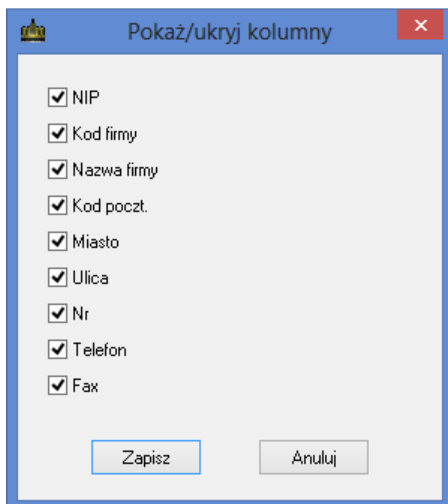 Pokaż/ukryj kolumny
NIP
Kod firmy
Nazwa firmy
Kod poczt.
Miasto
Ulica
Nr
Telefon
Fax
Zapisz Anuluj